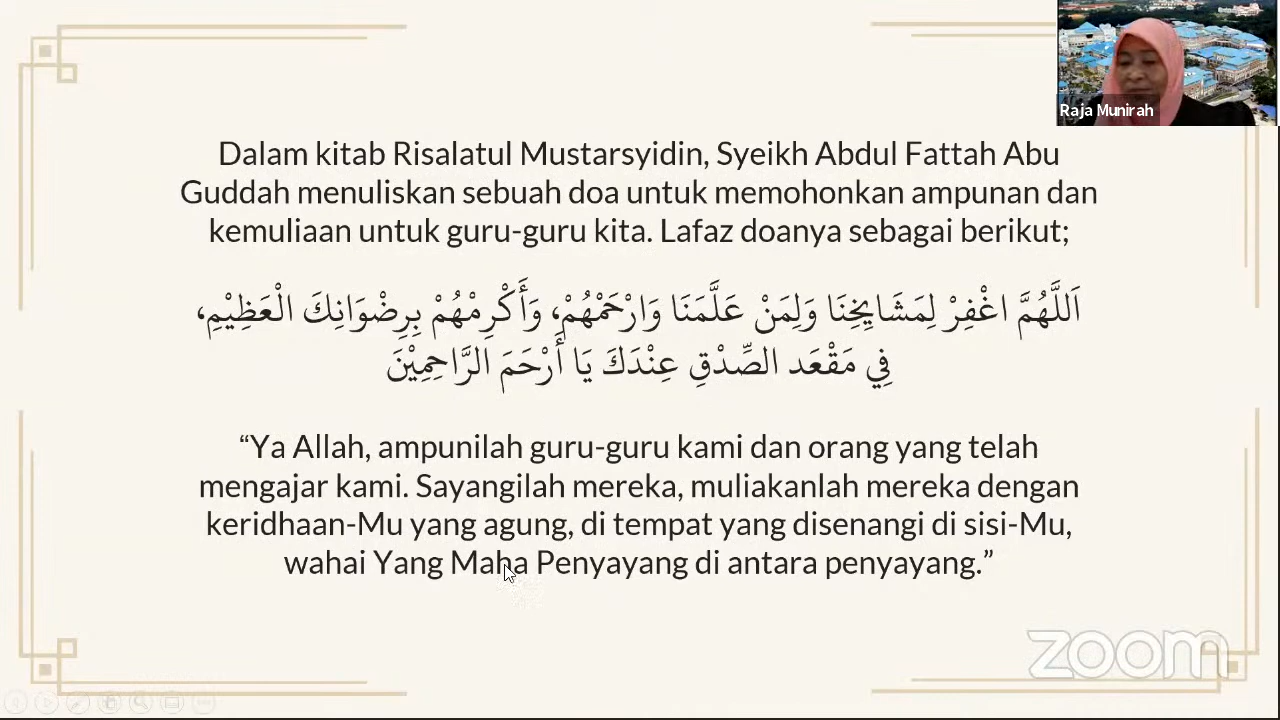 Raja Munirah
Dalam kitab Risalatul Mustarsyidin, Syeikh Abdul Fattah Abu
Guddah menuliskan sebuah doa untuk memohonkan ampunan dan
kemuliaan untuk guru-guru kita. Lafaz doanya sebagai berikut;
اَللَّهُمَّ اغْفِرْ لِمَشَايِخِنَا وَلِمَنْ عَلَّمَنَا وَارْحَمْهُمْ، وَأَكْرِمْهُمْ بِرِضْوَانِكَ الْعَظِيْمِ،
فِي مَقْعَد الصِّدْقِ عِنْدَكَ يَا أَرْحَمَ الرَّاحِمِيْنَ
“Ya Allah, ampunilah guru-guru kami dan orang yang telah
mengajar kami. Sayangilah mereka, muliakanlah mereka dengan
keridhaan-Mu yang agung, di tempat yang disenangi di sisi-Mu,
wahai Yang Maha Penyayang di antara penyayang.”
zoom